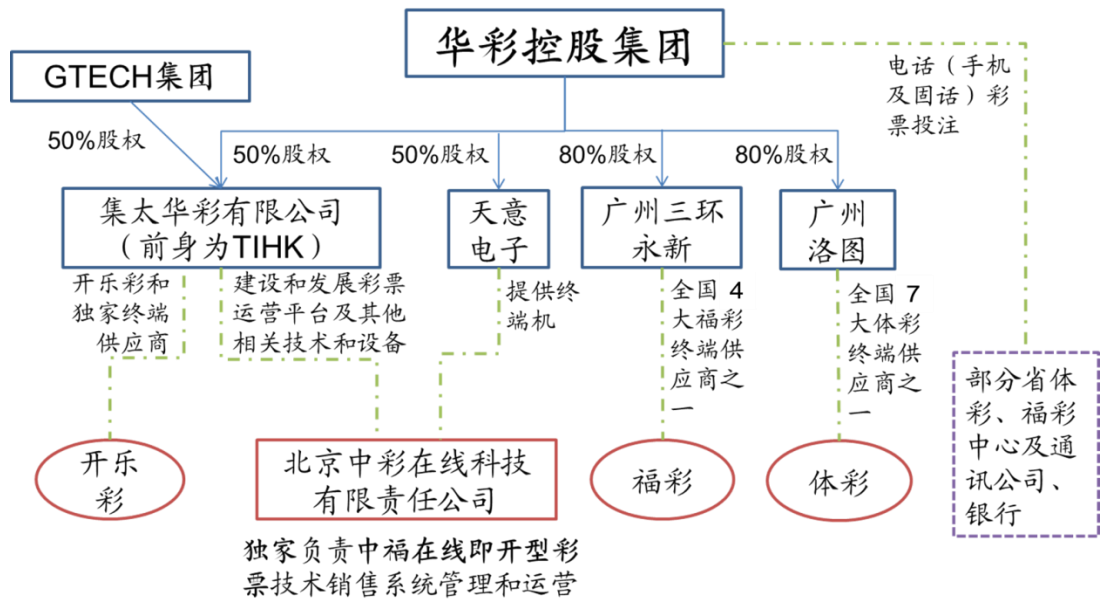 华彩控股集团
GTECH集团
电话（手机
及固话）彩
票投注
50%股权
50%股权
50%股权
80%股权
80%股权
集太华彩有限公司
（前身为TIHK）
天意
电子
广州三环
永新
广州
洛图
开乐彩和
独家终端
供应商
建设和发展彩票
运营平台及其他
相关技术和设备
提供终
端机
全国 4
大福彩
终端供
应商之
一
全国 7
大体彩
终端供
应商之
一
部分省体
彩、福彩
中心及通
讯公司、
银行
开乐
彩
北京中彩在线科技
有限责任公司
福彩
体彩
独家负责中福在线即开型彩
票技术销售系统管理和运营